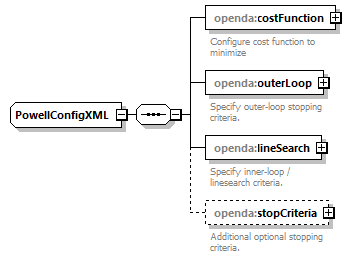 openda:costFunction
Configure cost function to
minimize
openda:outerLoop
Specify outer-loop stopping
criteria.
PowellConfigXML
openda:lineSearch
Specify inner-loop /
linesearch criteria.
openda:stopCriteria
Additional optional stopping
criteria.